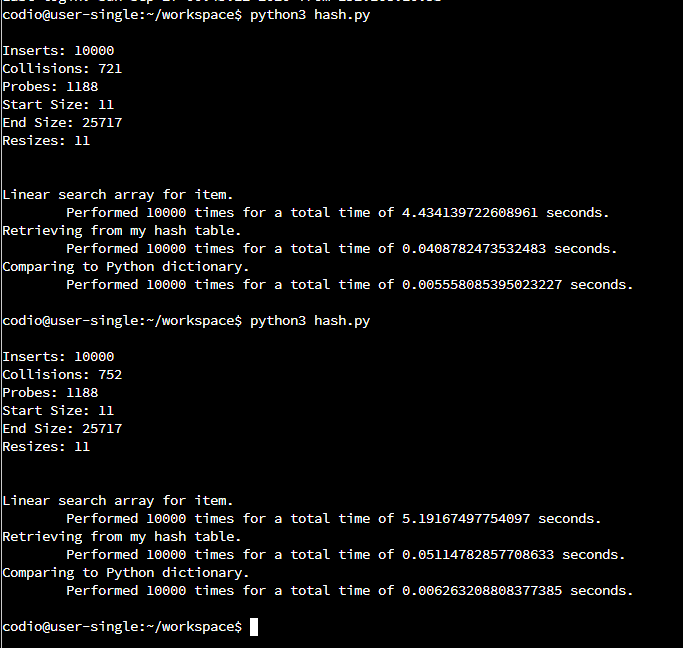 codio@user-single:~/workspace$ python3 hash.py
Inserts: 10000
Collisions: 721
Probes: 1188
Start Size: 11
End Size: 25717
Resizes: 11
Linear search array for item.
Performed 10000 times for a total time of 4.434139722608961 seconds.
Retrieving from my hash table.
Performed 10000 times for a total time of 0.0408782473532483 seconds.
Comparing to Python dictionary.
Performed 10000 times for a total time of 0.005558085395023227 seconds.
codio@user-single:~/workspace$ python3 hash.py
Inserts: 10000
Collisions: 752
Probes: 1188
Start Size: 11
End Size: 25717
Resizes: 11
Linear search array for item.
Performed 10000 times for a total time of 5.19167497754097 seconds.
Retrieving from my hash table.
Performed 10000 times for a total time of 0.05114782857708633 seconds.
Comparing to Python dictionary.
Performed 10000 times for a total time of 0.006263208808377385 seconds.
codio@user-single:~/workspace$